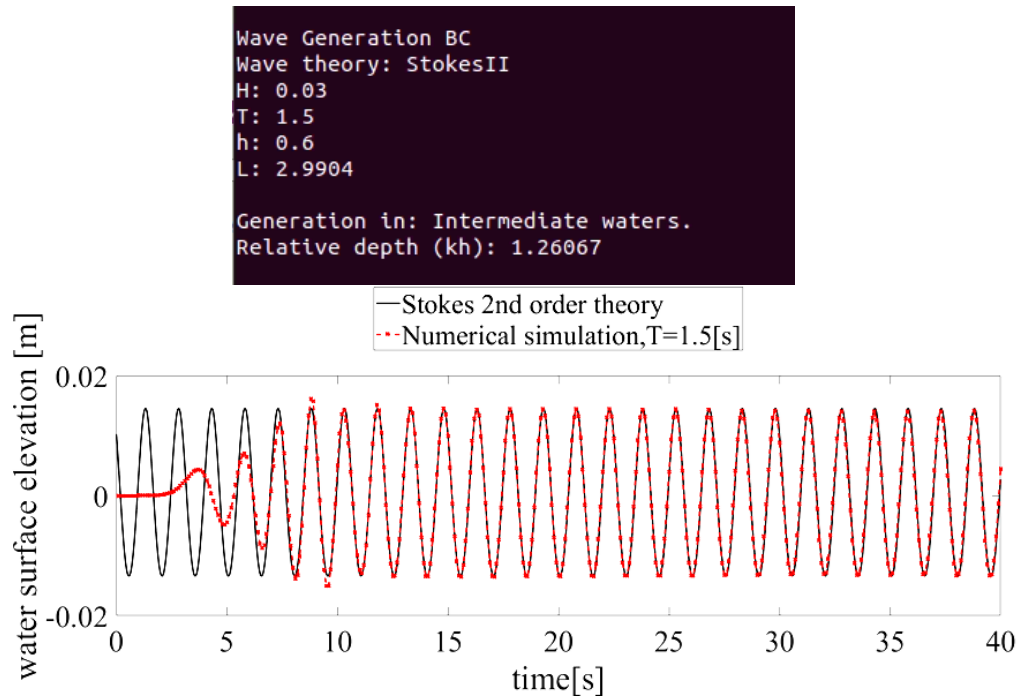 Wave Generation BC
Wave theory: StokesII
H: 0.03
T: 1.5
h: 0.6
L: 2.9904
Generation in: Intermediate waters.
Relative depth (kh): 1.26067
Stokes 2nd order theory
Numerical simulation,T=1.5[s]
water surface elevation [m]
0.02
0
-0.02
0 5 10 15 20 25 30 35 40
time[s]